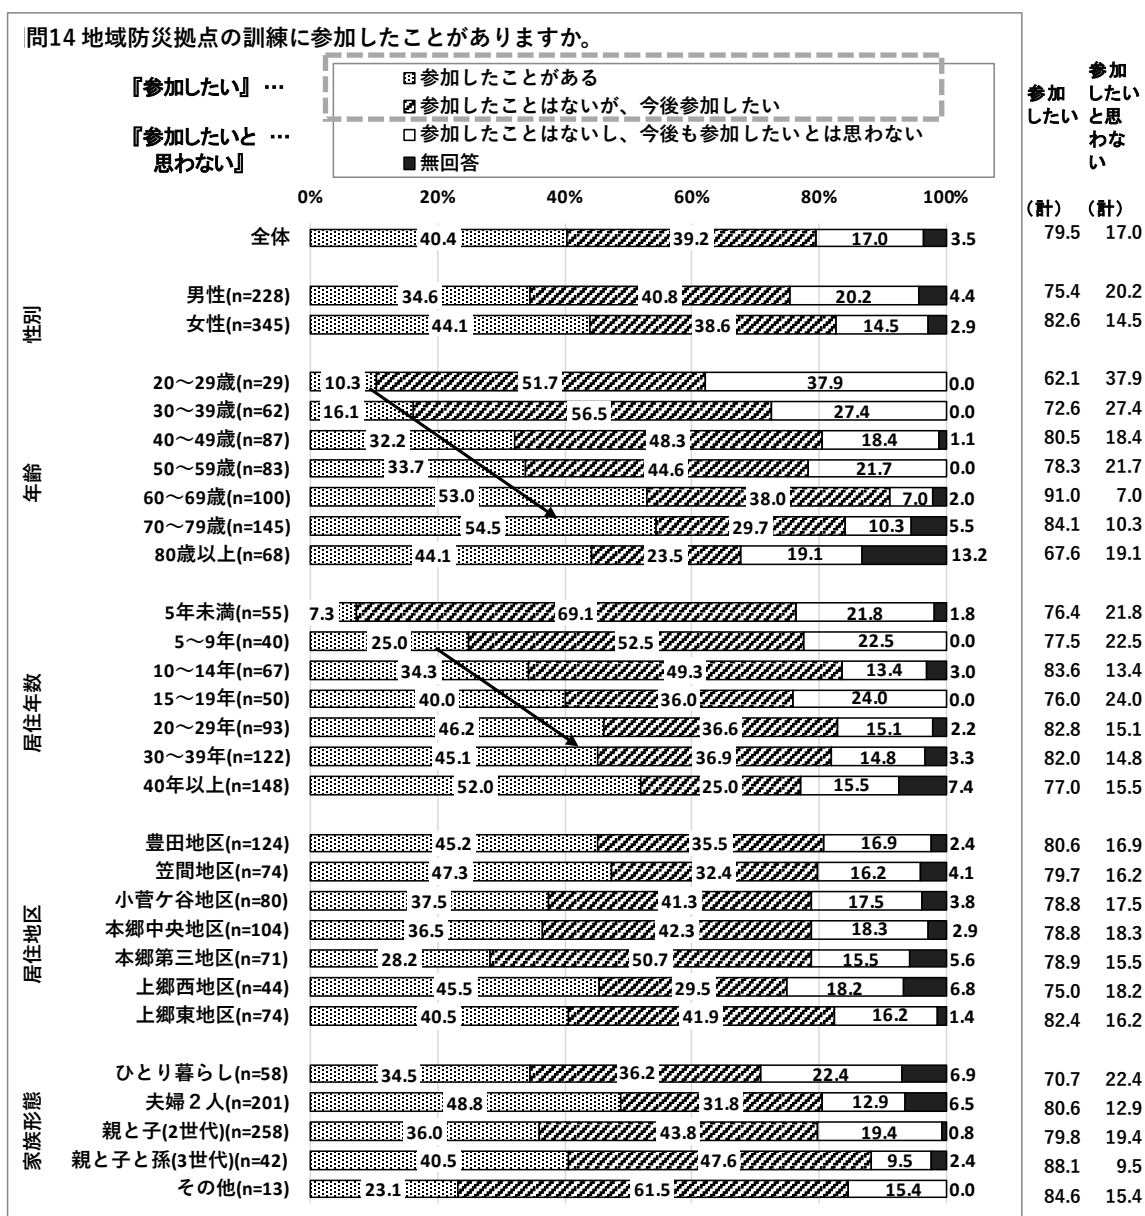 問14 地域防災拠点の訓練に参加したことがありますか。
『参加したい』 … 参加したことがある
参加したことはないが、今後参加したい
『参加したいと … 参加したことはないし、今後も参加したいとは思わない
思わない』 無回答
参加したい（計） 参加したいと思わない（計）
0% 20% 40% 60% 80% 100%
全体 40.4 39.2 17.0 3.5 79.5 17.0
性別
男性(n=228) 34.6 40.8 20.2 4.4 75.4 20.2
女性(n=345) 44.1 38.6 14.5 2.9 82.6 14.5
年齢
20～29歳(n=29) 10.3 51.7 37.9 0.0 62.1 37.9
30～39歳(n=62) 16.1 56.5 27.4 0.0 72.6 27.4
40～49歳(n=87) 32.2 48.3 18.4 1.1 80.5 18.4
50～59歳(n=83) 33.7 44.6 21.7 0.0 78.3 21.7
60～69歳(n=100) 53.0 38.0 7.0 2.0 91.0 7.0
70～79歳(n=145) 54.5 29.7 10.3 5.5 84.1 10.3
80歳以上(n=68) 44.1 23.5 19.1 13.2 67.6 19.1
居住年数
5年未満(n=55) 7.3 69.1 21.8 1.8 76.4 21.8
5～9年(n=40) 25.0 52.5 22.5 0.0 77.5 22.5
10～14年(n=67) 34.3 49.3 13.4 3.0 83.6 13.4
15～19年(n=50) 40.0 36.0 24.0 0.0 76.0 24.0
20～29年(n=93) 46.2 36.6 15.1 2.2 82.8 15.1
30～39年(n=122) 45.1 36.9 14.8 3.3 82.0 14.8
40年以上(n=148) 52.0 25.0 15.5 7.4 77.0 15.5
居住地区
豊田地区(n=124) 45.2 35.5 16.9 2.4 80.6 16.9
笠間地区(n=74) 47.3 32.4 16.2 4.1 79.7 16.2
小菅ケ谷地区(n=80) 37.5 41.3 17.5 3.8 78.8 17.5
本郷中央地区(n=104) 36.5 42.3 18.3 2.9 78.8 18.3
本郷第三地区(n=71) 28.2 50.7 15.5 5.6 78.9 15.5
上郷西地区(n=44) 45.5 29.5 18.2 6.8 75.0 18.2
上郷東地区(n=74) 40.5 41.9 16.2 1.4 82.4 16.2
家族形態
ひとり暮らし(n=58) 34.5 36.2 22.4 6.9 70.7 22.4
夫婦２人(n=201) 48.8 31.8 12.9 6.5 80.6 12.9
親と子(2世代)(n=258) 36.0 43.8 19.4 0.8 79.8 19.4
親と子と孫(3世代)(n=42) 40.5 47.6 9.5 2.4 88.1 9.5
その他(n=13) 23.1 61.5 15.4 0.0 84.6 15.4